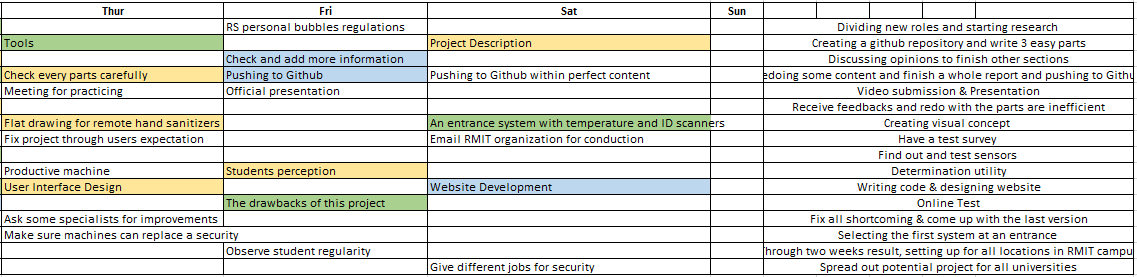 Thur Fri Sat Sun
RS personal bubbles regulations Dividing new roles and starting research
Tools Project Description Creating a github repository and write 3 easy parts
Check and add more information Discussing opinions to finish other sections
Check every parts carefully Pushing to Github Pushing to Github within perfect content edoing some content and finish a whole report and pushing to Githu
Meeting for practicing Official presentation Video submission & Presentation
Receive feedbacks and redo with the parts are inefficient
Flat drawing for remote hand sanitizers An entrance system with temperature and ID scanners Creating visual concept
Fix project through users expectation Email RMIT organization for conduction Have a test survey
Find out and test sensors
Productive machine Students perception Determination utility
User Interface Design Website Development Writing code & designing website
The drawbacks of this project Online Test
Ask some specialists for improvements Fix all shortcoming & come up with the last version
Make sure machines can replace a security Selecting the first system at an entrance
Observe student regularity Through two weeks result, setting up for all locations in RMIT campu
Give different jobs for security Spread out potential project for all universities